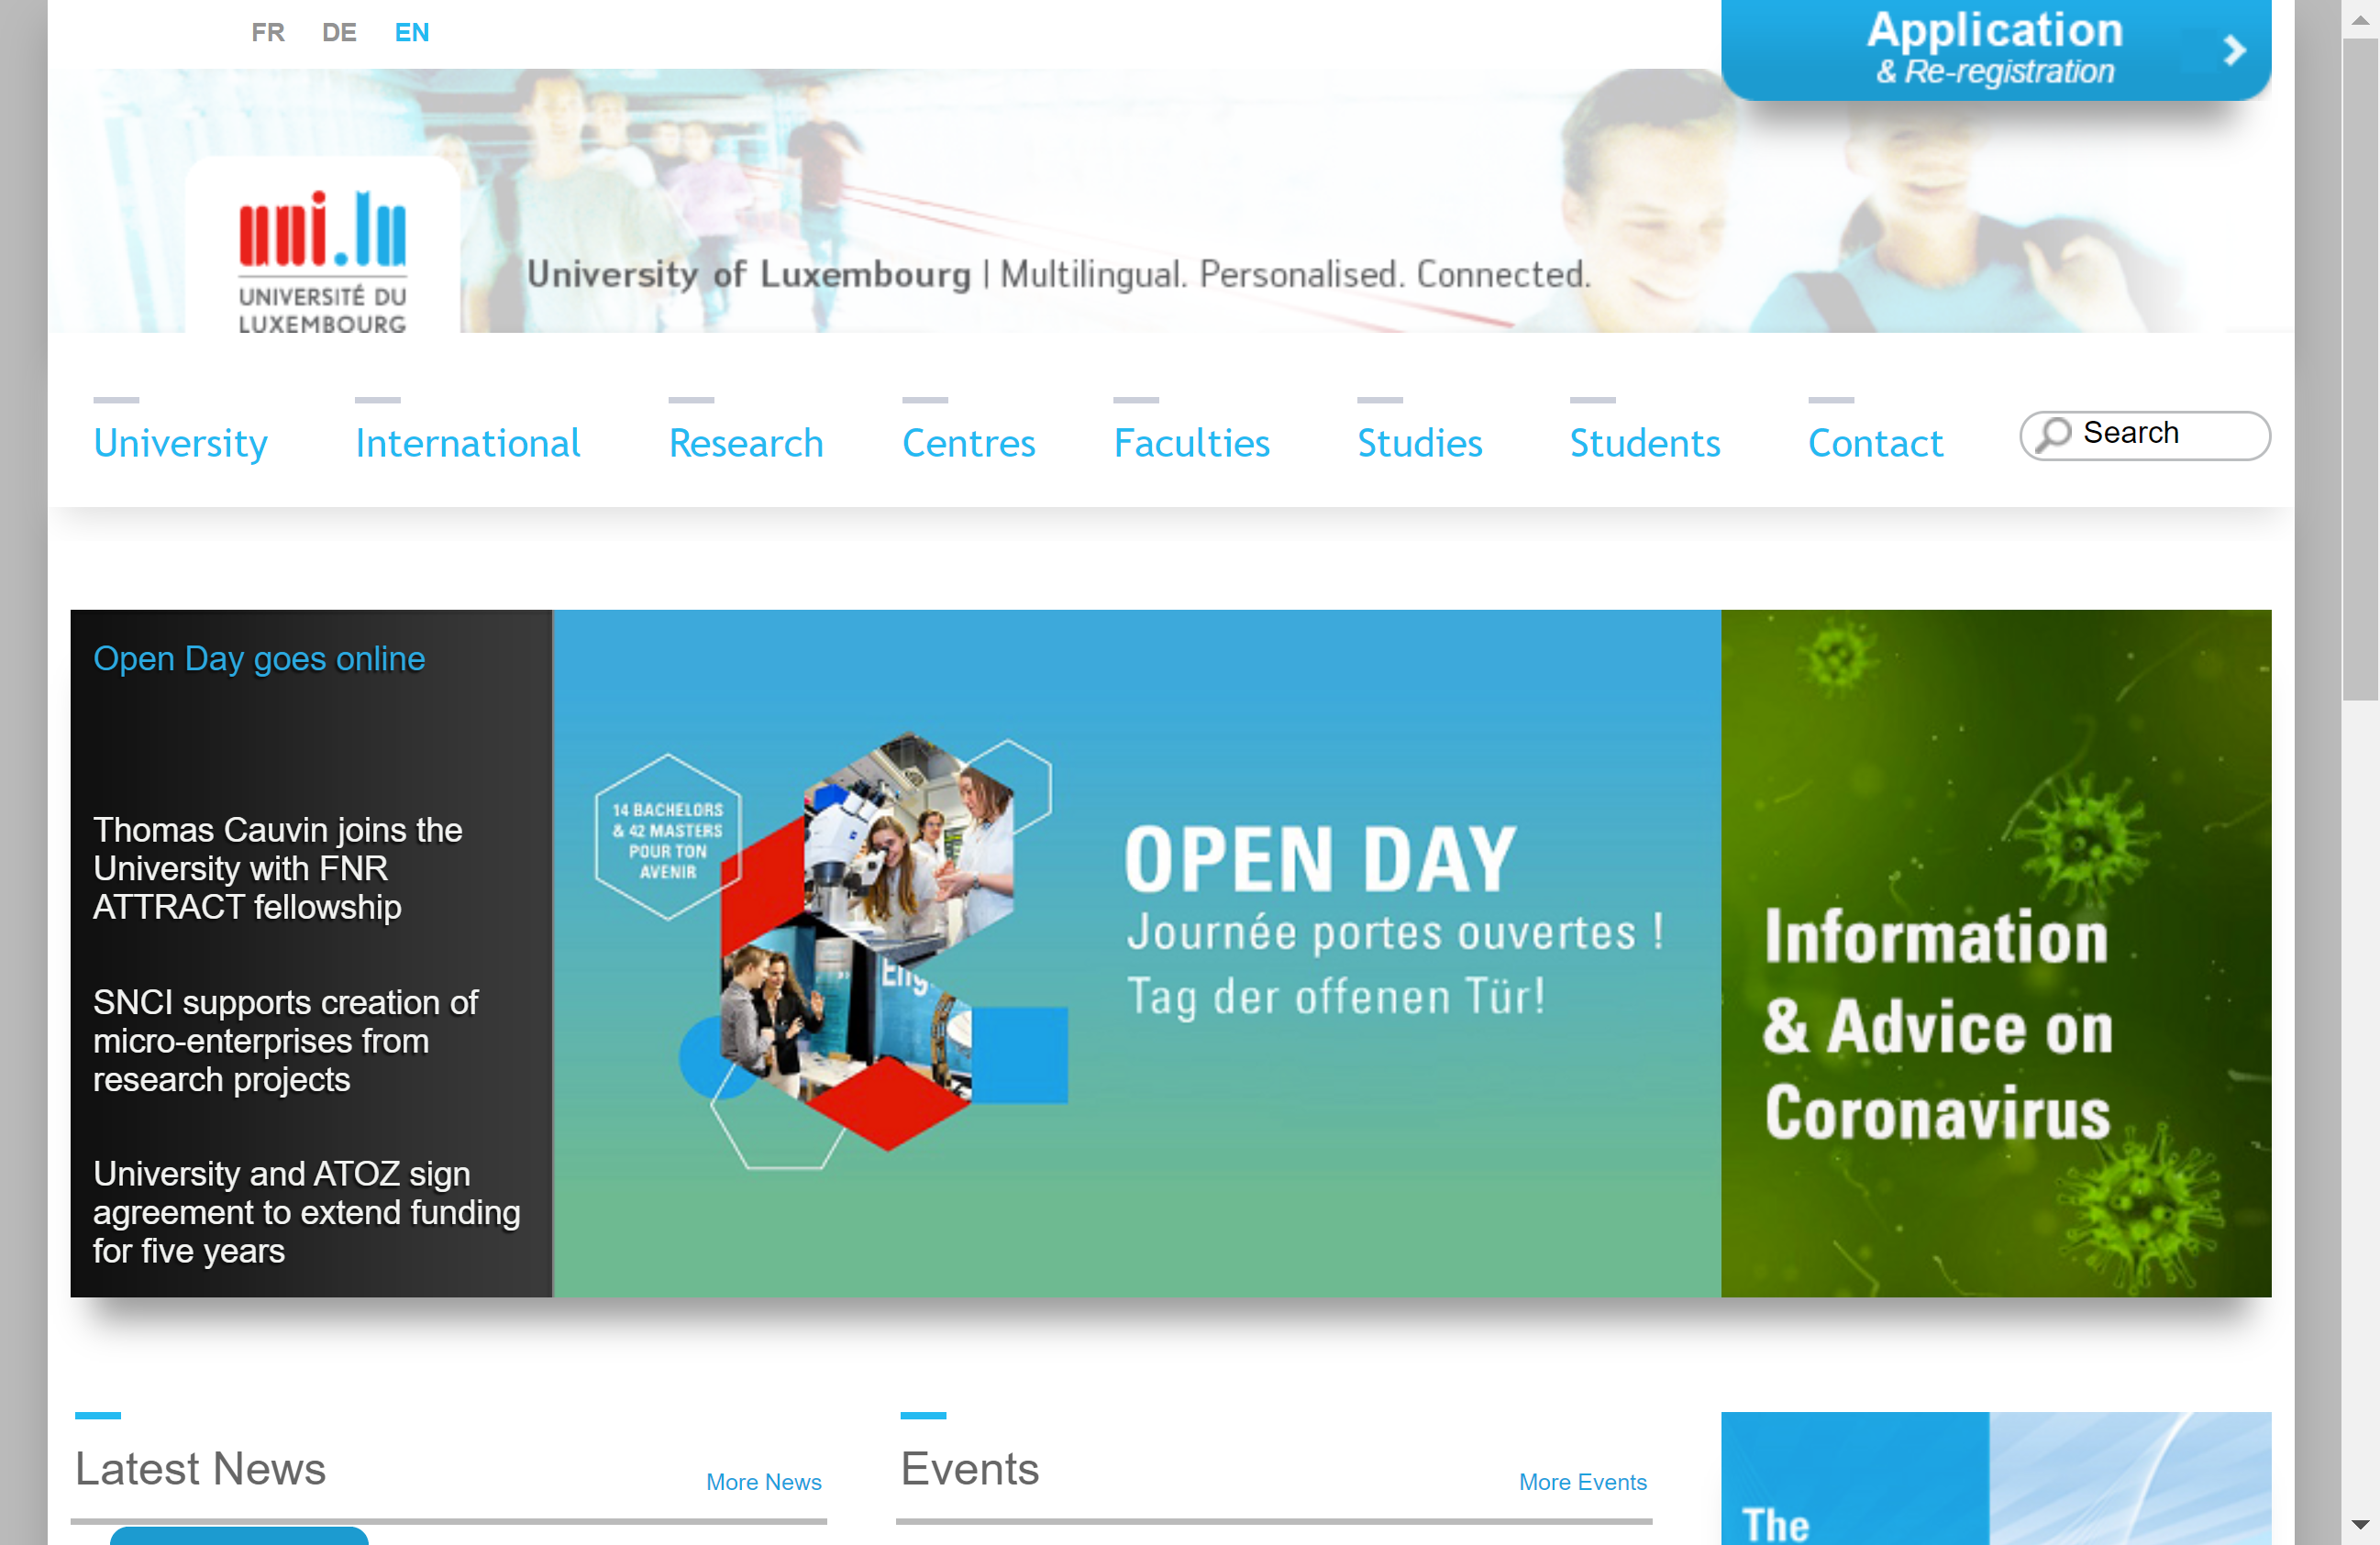 FR DE EN
Application
& Re-registration
uni.lu
UNIVERSITÉ DU
LUXEMBOURG
University of Luxembourg | Multilingual. Personalised. Connected.
University International Research Centres Faculties Studies Students Contact Search
Open Day goes online
Thomas Cauvin joins the
University with FNR
ATTRACT fellowship
SNCI supports creation of
micro-enterprises from
research projects
University and ATOZ sign
agreement to extend funding
for five years
14 BACHELORS
& 42 MASTERS
POUR TON
AVENIR
Eng
OPEN DAY
Journée portes ouvertes !
Tag der offenen Tür!
Information
& Advice on
Coronavirus
Latest News
More News
Events
More Events
The